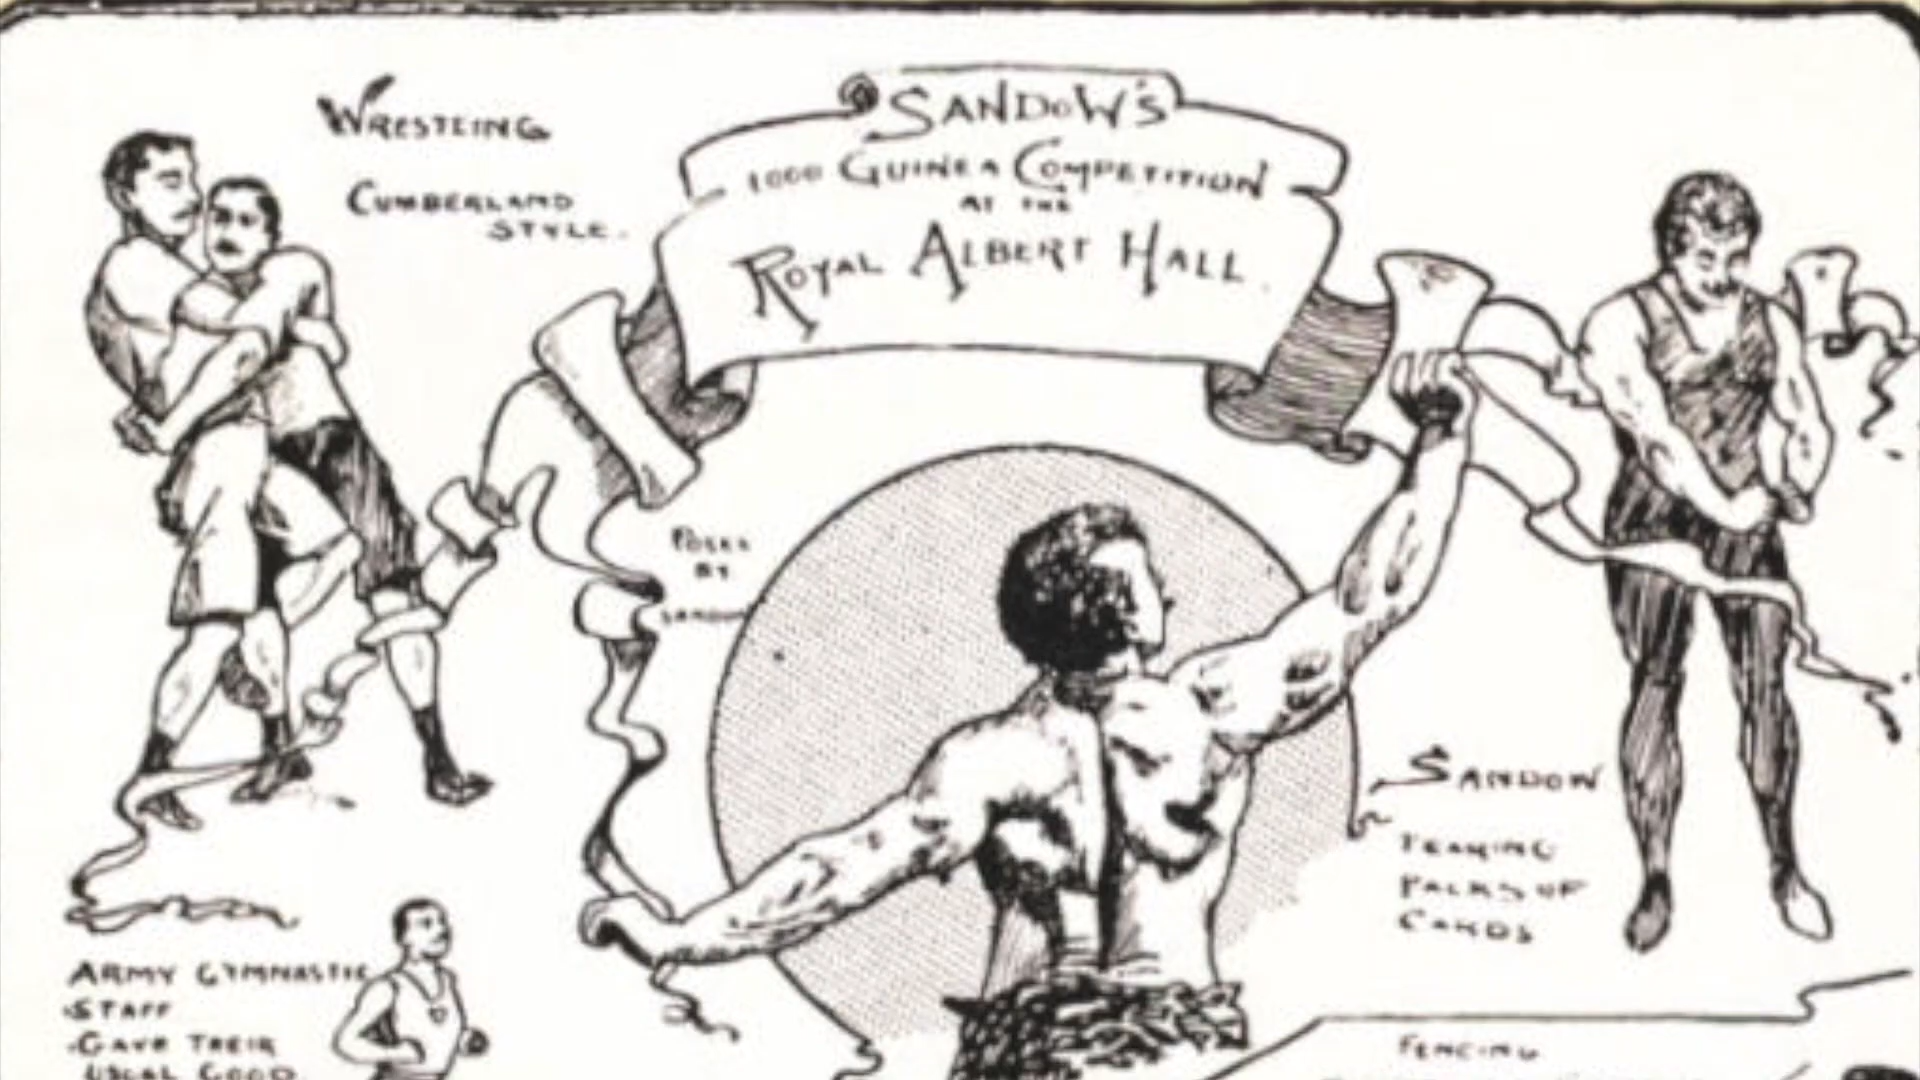 WRESTLING
CUMBERLAND
STYLE.
SANDOW'S
1000 GUINEA COMPETITION
AT THE
ROYAL ALBERT HALL.
POSES
BY
SANDOW
SANDOW
TEARING
PACKS OF
CARDS
ARMY GYMNASTIC
STAFF
GAVE THEIR
USUAL GOOD
FENCING